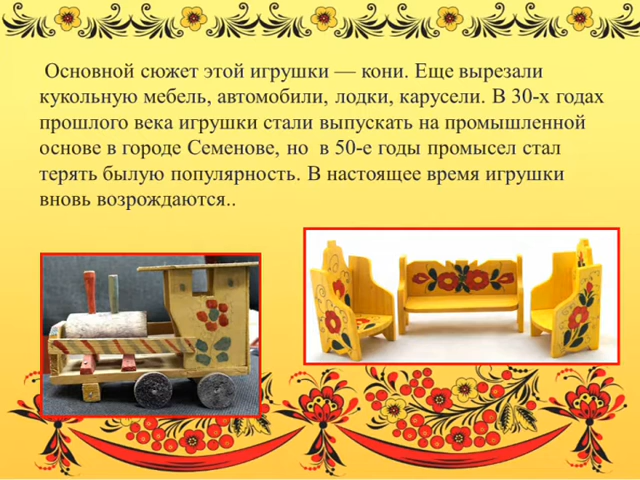 Основной сюжет этой игрушки — кони. Еще вырезали
кукольную мебель, автомобили, лодки, карусели. В 30-х годах
прошлого века игрушки стали выпускать на промышленной
основе в городе Семенове, но  в 50-е годы промысел стал
терять былую популярность. В настоящее время игрушки
вновь возрождаются..